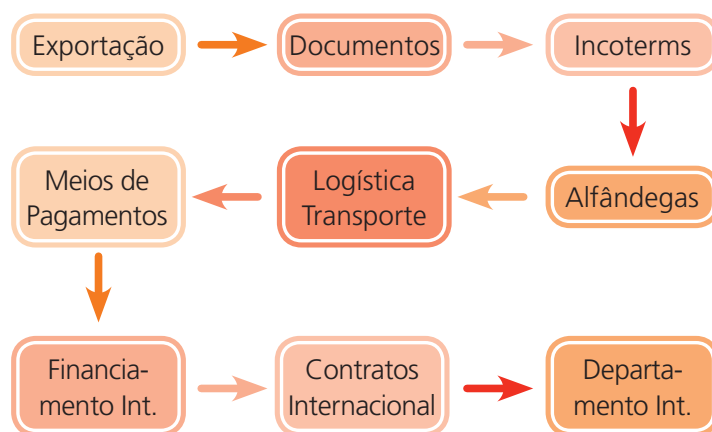 Exportação
Documentos
Incoterms
Alfândegas
Logística
Transporte
Meios de
Pagamentos
Financia-
mento Int.
Contratos
Internacional
Departa-
mento Int.